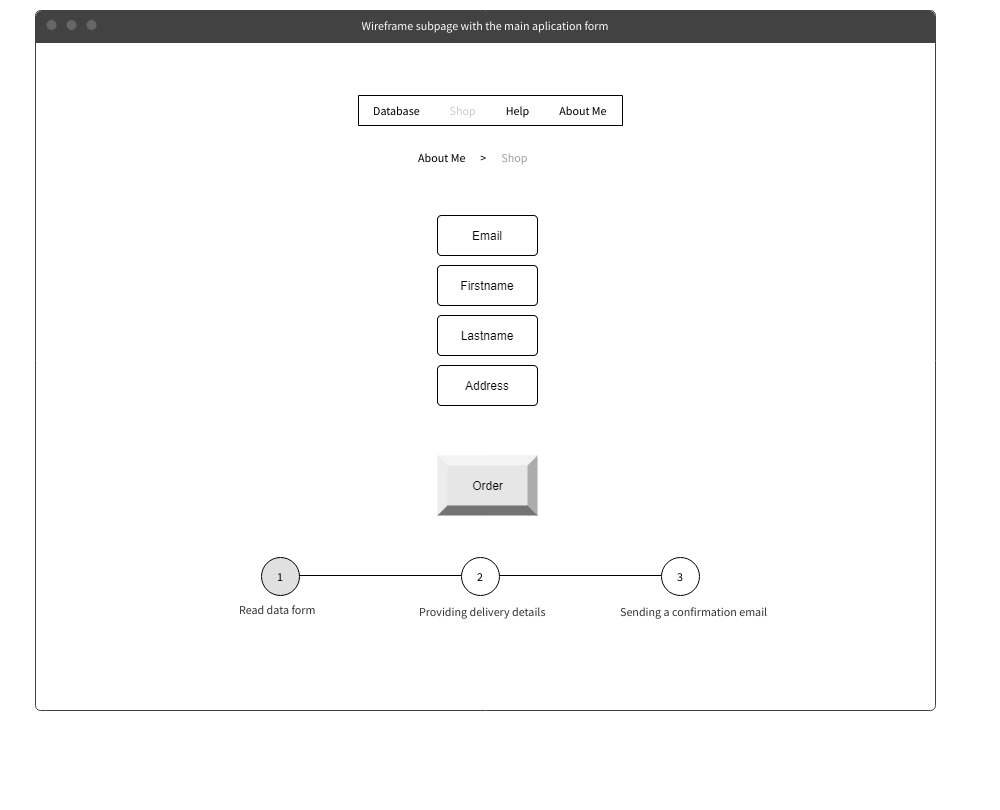 Wireframe subpage with the main aplication form
Database Shop Help About Me
About Me > Shop
Email
Firstname
Lastname
Address
Order
1 2 3
Read data form Providing delivery details Sending a confirmation email